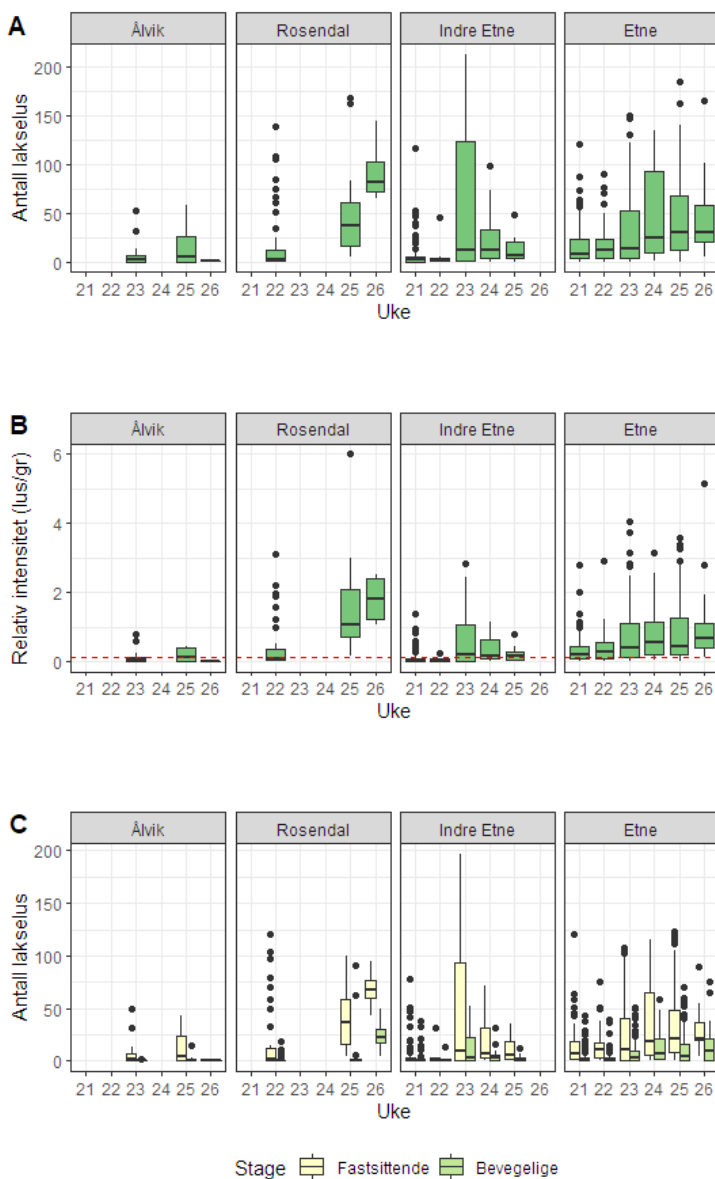 A
Ålvik Rosendal Indre Etne Etne
Antall lakselus
200
150
100
50
0
21 22 23 24 25 26 21 22 23 24 25 26 21 22 23 24 25 26 21 22 23 24 25 26
Uke
B
Ålvik Rosendal Indre Etne Etne
Relativ intensitet (lus/gr)
6
4
2
0
21 22 23 24 25 26 21 22 23 24 25 26 21 22 23 24 25 26 21 22 23 24 25 26
Uke
C
Ålvik Rosendal Indre Etne Etne
Antall lakselus
200
150
100
50
0
21 22 23 24 25 26 21 22 23 24 25 26 21 22 23 24 25 26 21 22 23 24 25 26
Uke
Stage Fastsittende Bevegelige